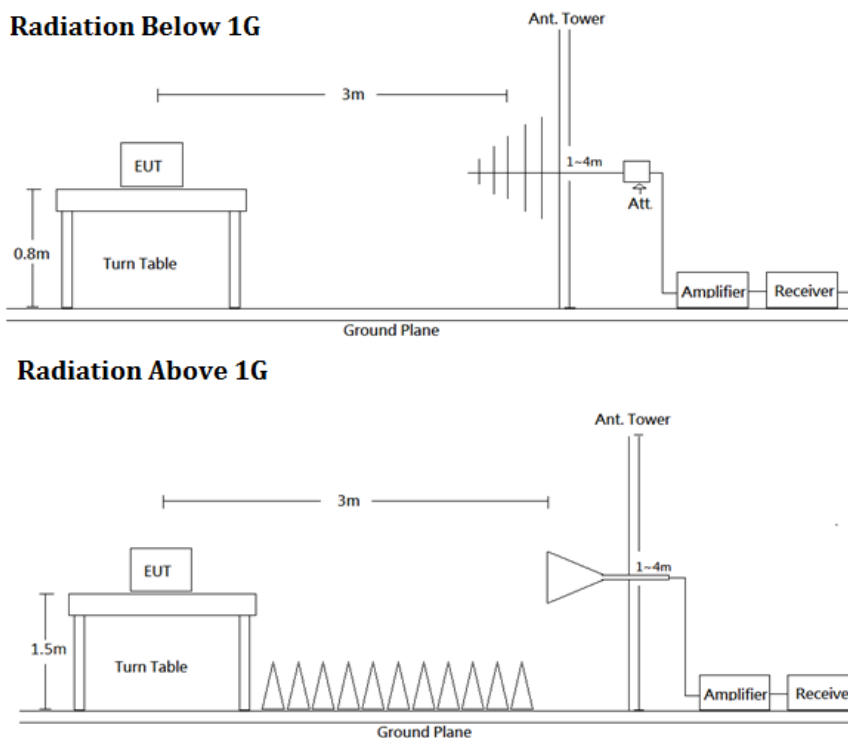 Radiation Below 1G
Ant. Tower
3m
EUT
1~4m
Att.
0.8m
Turn Table
Amplifier
Receiver
Ground Plane
Radiation Above 1G
Ant. Tower
3m
EUT
1~4m
1.5m
Turn Table
Amplifier
Receive
Ground Plane